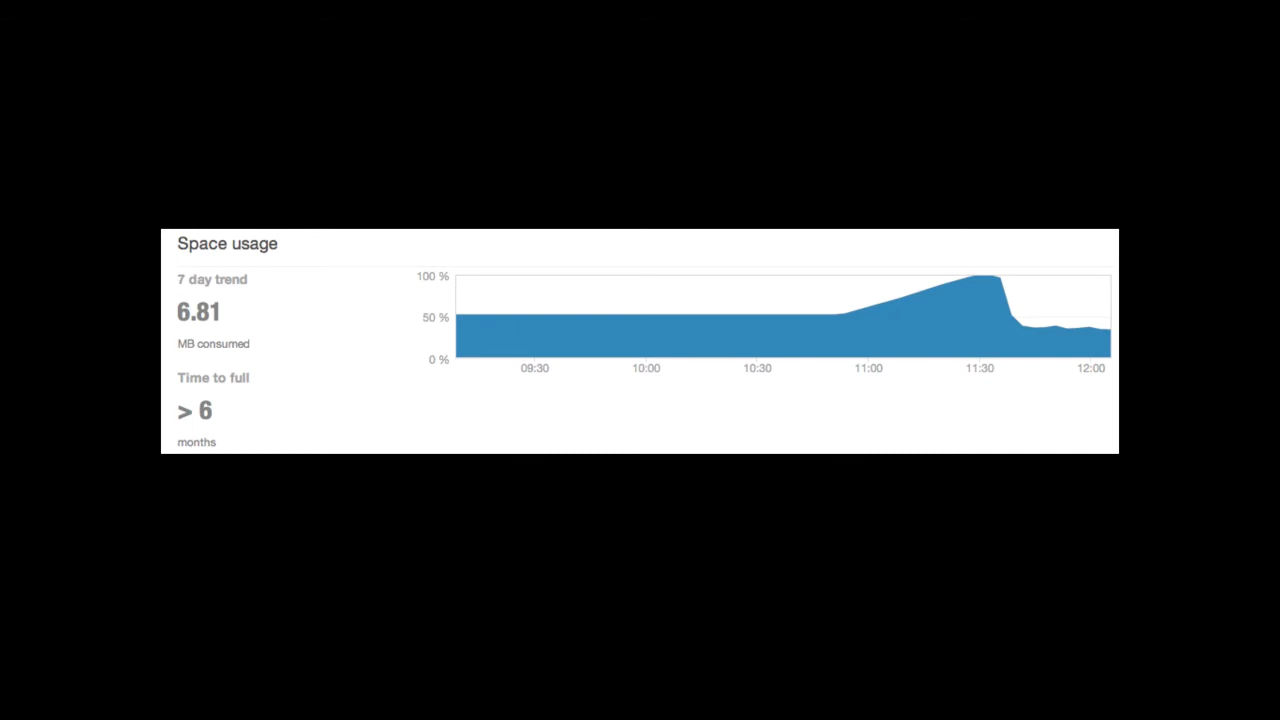 Space usage
7 day trend
6.81
MB consumed
Time to full
> 6
months
100 %
50 %
0 %
09:30 10:00 10:30 11:00 11:30 12:00